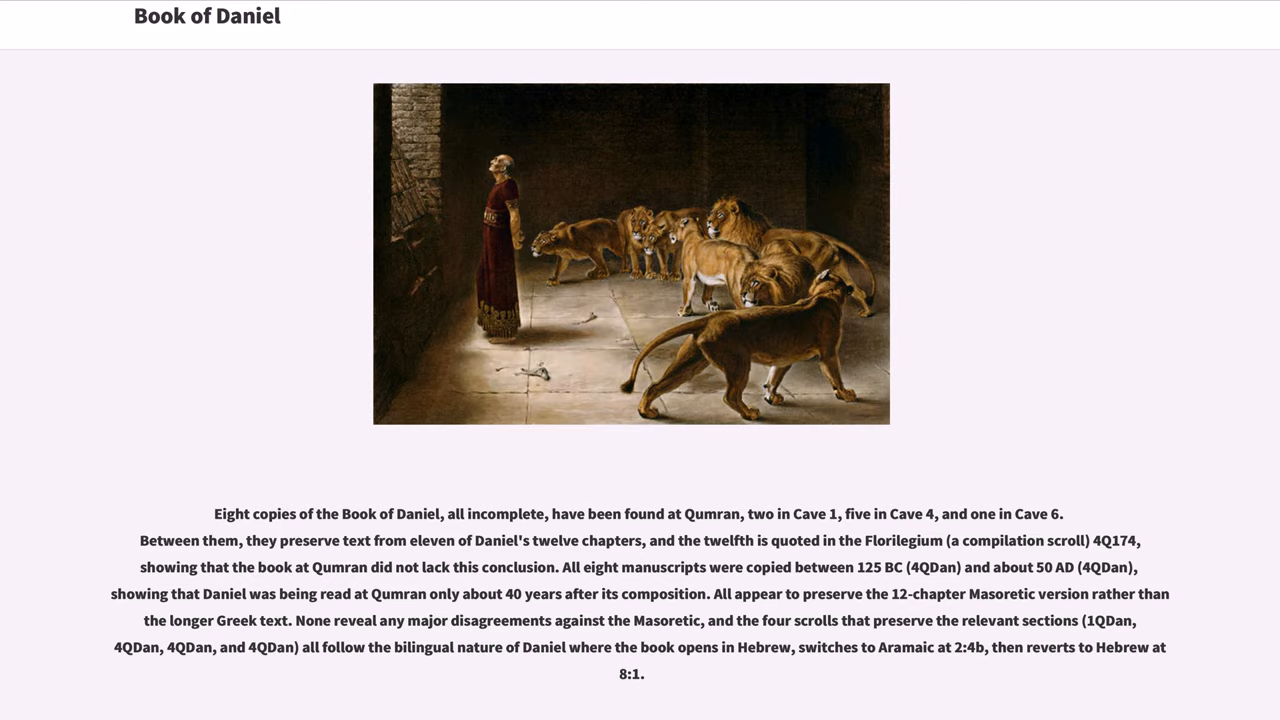 Book of Daniel
Eight copies of the Book of Daniel, all incomplete, have been found at Qumran, two in Cave 1, five in Cave 4, and one in Cave 6.
Between them, they preserve text from eleven of Daniel's twelve chapters, and the twelfth is quoted in the Florilegium (a compilation scroll) 4Q174,
showing that the book at Qumran did not lack this conclusion. All eight manuscripts were copied between 125 BC (4QDan) and about 50 AD (4QDan),
showing that Daniel was being read at Qumran only about 40 years after its composition. All appear to preserve the 12-chapter Masoretic version rather than
the longer Greek text. None reveal any major disagreements against the Masoretic, and the four scrolls that preserve the relevant sections (1QDan,
4QDan, 4QDan, and 4QDan) all follow the bilingual nature of Daniel where the book opens in Hebrew, switches to Aramaic at 2:4b, then reverts to Hebrew at
8:1.